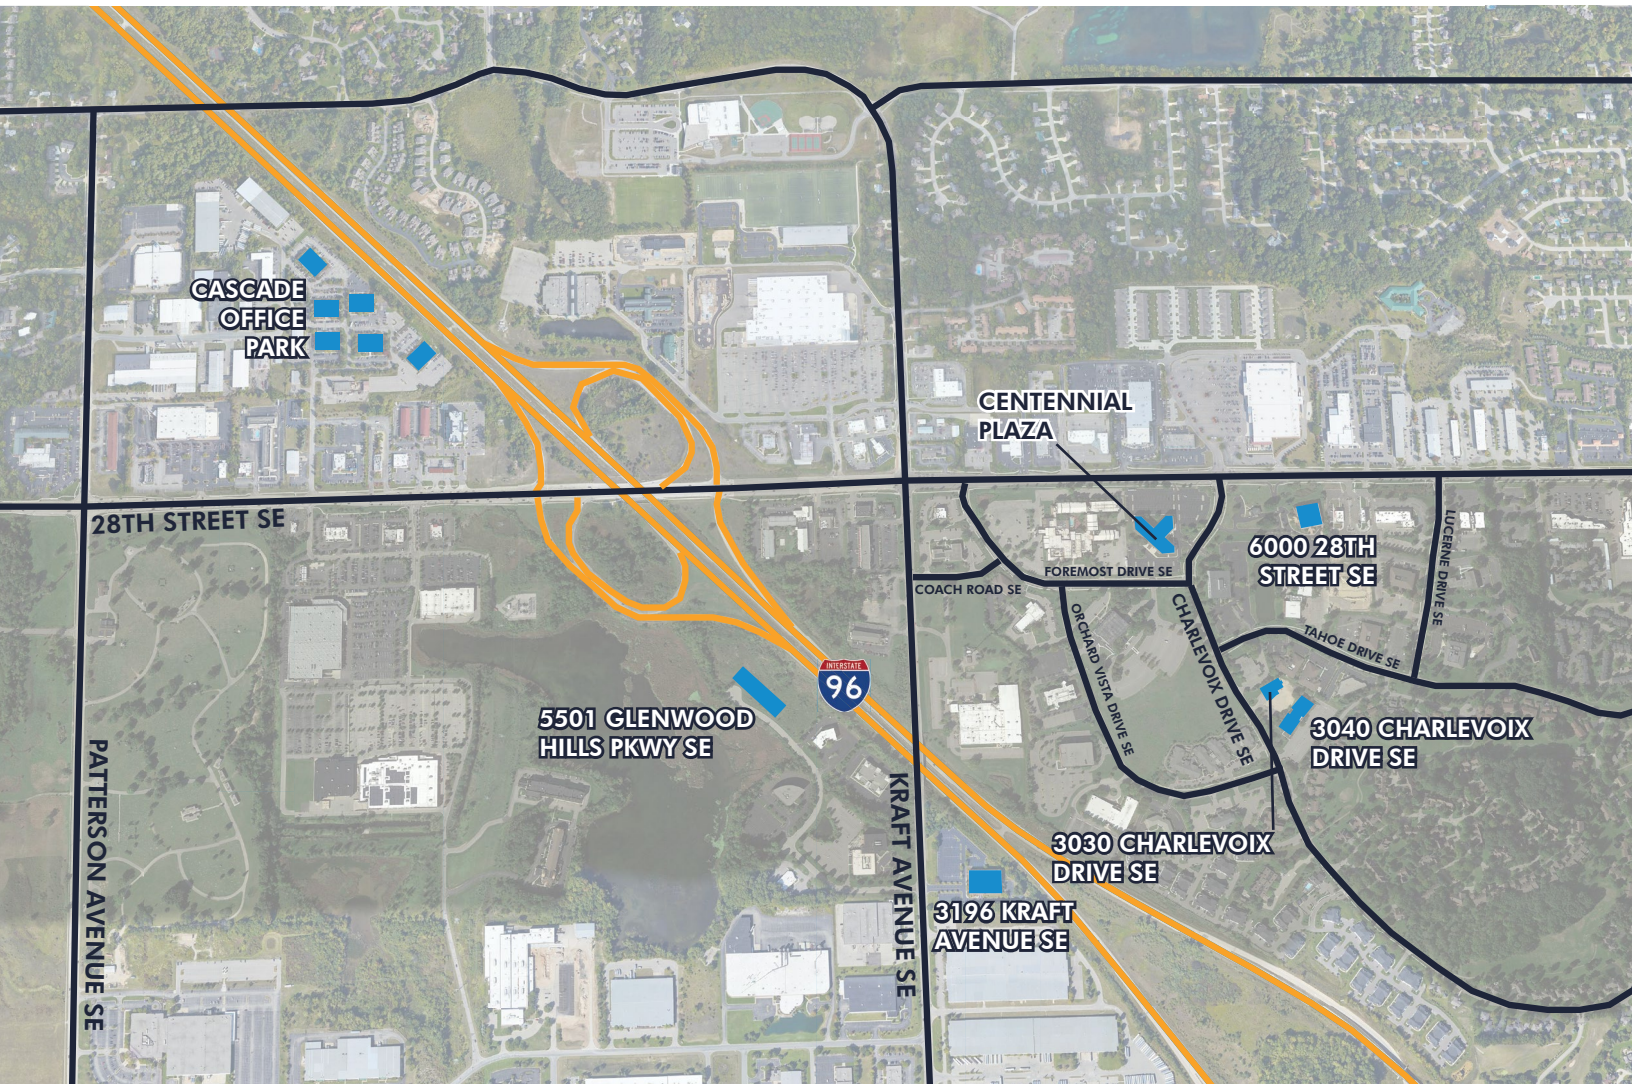 CASCADE
OFFICE
PARK
CENTENNIAL
PLAZA
28TH STREET SE
6000 28TH
STREET SE
LUCERNE DRIVE SE
FOREMOST DRIVE SE
COACH ROAD SE
ORCHARD VISTA DRIVE SE
CHARLEVOIX DRIVE SE
TAHOE DRIVE SE
INTERSTATE
96
5501 GLENWOOD
HILLS PKWY SE
3040 CHARLEVOIX
DRIVE SE
PATTERSON AVENUE SE
KRAFT AVENUE SE
3030 CHARLEVOIX
DRIVE SE
3196 KRAFT
AVENUE SE